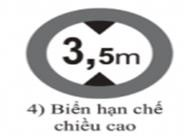 3,5m
4) Biển hạn chế
chiều cao